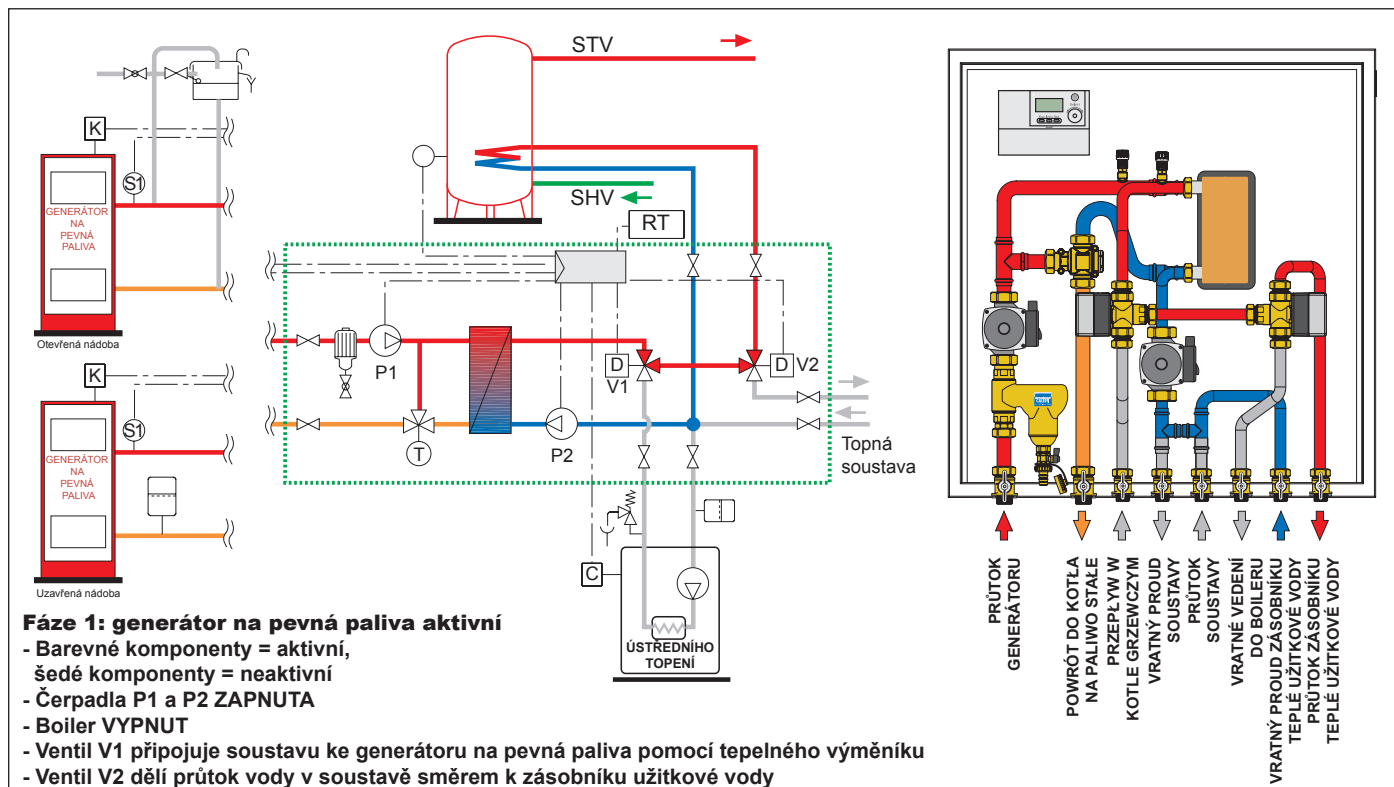 STV
K
S1
GENERÁTOR
NA
PEVNÁ
PALIVA
Otevřená nádoba
SHV
RT
K
S1
GENERÁTOR
NA
PEVNÁ
PALIVA
Uzavřená nádoba
P1
D
V1
D
V2
T
P2
Topná
soustava
C
ÚSTŘEDNÍHO
TOPENÍ
Fáze 1: generátor na pevná paliva aktivní
- Barevné komponenty = aktivní,
šedé komponenty = neaktivní
- Čerpadla P1 a P2 ZAPNUTA
- Boiler VYPNUT
- Ventil V1 připojuje soustavu ke generátoru na pevná paliva pomocí tepelného výměníku
- Ventil V2 dělí průtok vody v soustavě směrem k zásobníku užitkové vody
PRŮTOK
GENERÁTORU
POWRÓT DO KOTŁA
NA PALIWO STAŁE
PRZEPŁYW W
KOTLE GRZEWCZYM
VRATNÝ PROUD
SOUSTAVY
PRŮTOK
SOUSTAVY
VRATNÉ VEDENÍ
DO BOILERU
VRATNÝ PROUD ZÁSOBNÍKU
TEPLÉ UŽITKOVÉ VODY
PRŮTOK ZÁSOBNÍKU
TEPLÉ UŽITKOVÉ VODY